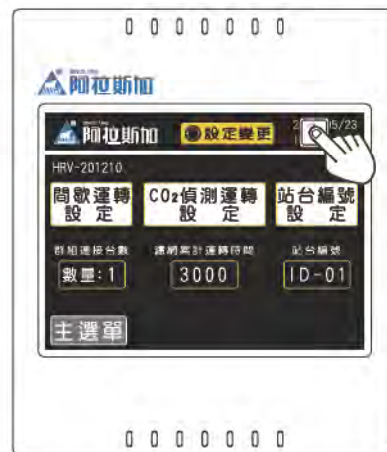 阿拉斯加
阿拉斯加 設定變更 05/23
HRV-201210
間歇運轉 CO₂偵測運轉 站台編號
設 定 設 定 設 定
群組連接台數 濾網累計運轉時間 站台編號
數量:1 3000 ID-01
主選單